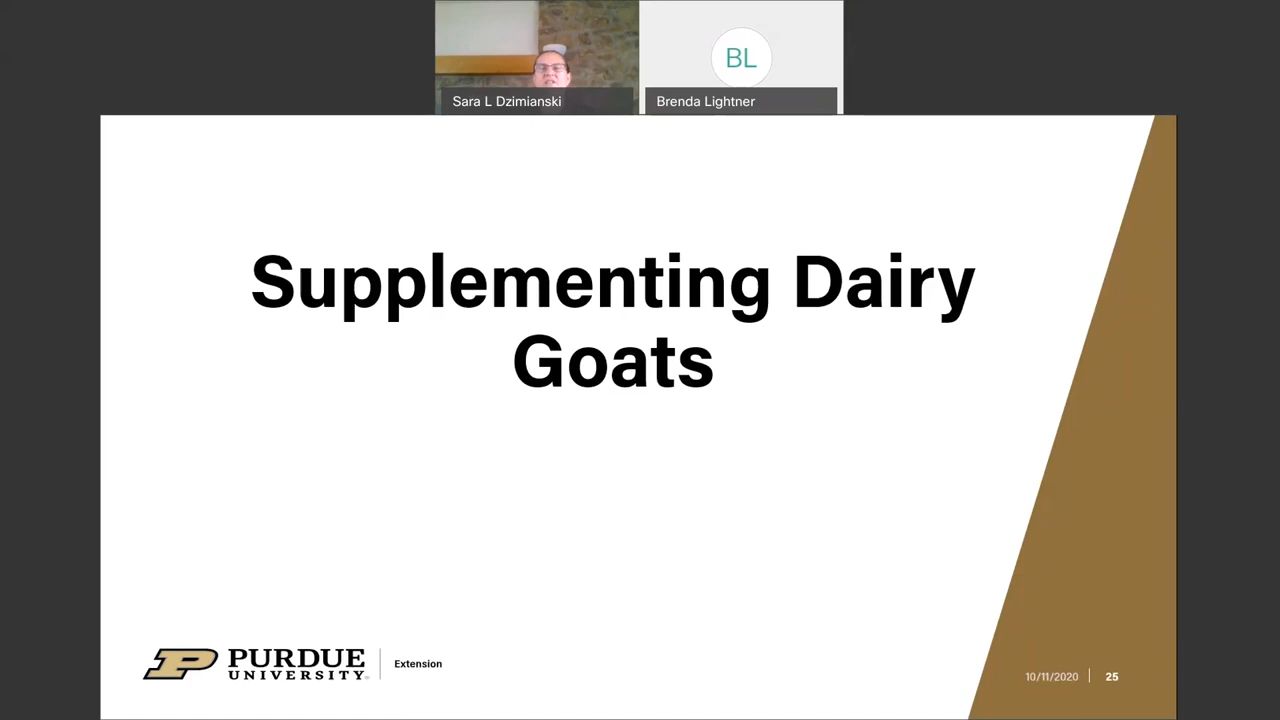 Sara L Dzimianski
BL
Brenda Lightner
Supplementing Dairy
Goats
P PURDUE UNIVERSITY®
Extension
10/11/2020 | 25